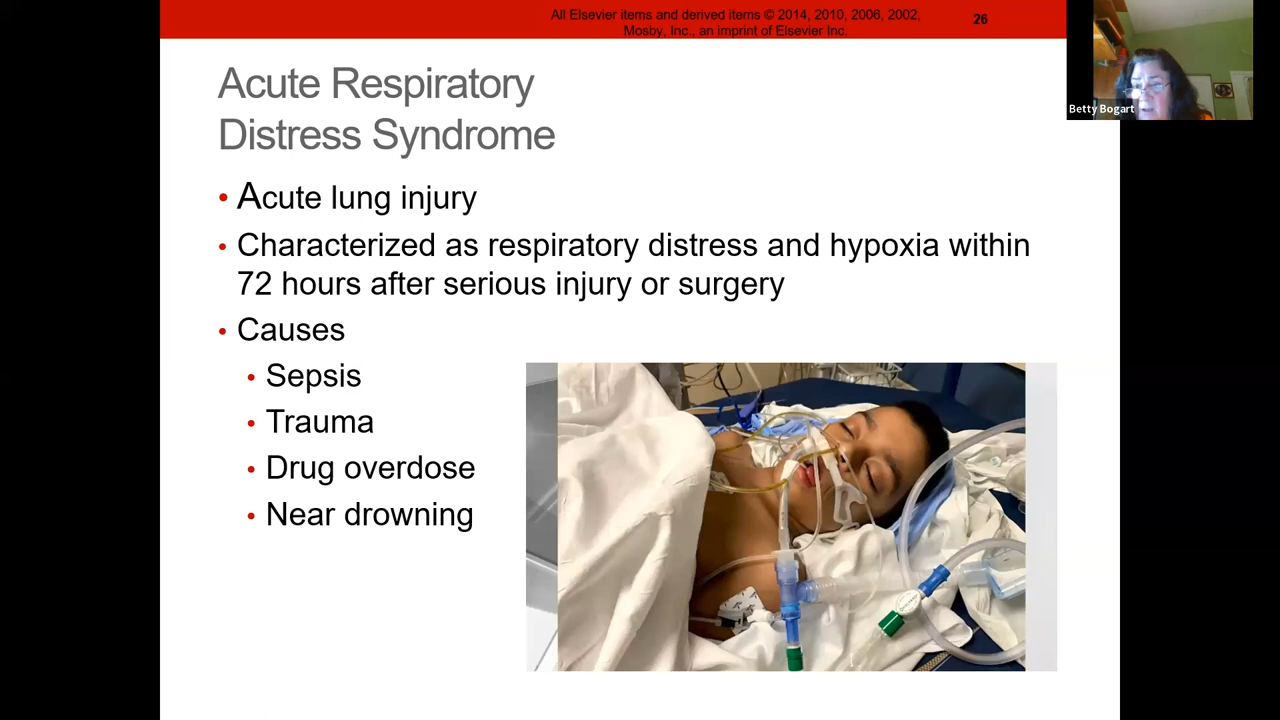 All Elsevier items and derived items © 2014, 2010, 2006, 2002,
Mosby, Inc., an imprint of Elsevier Inc.
26
Betty Bogart
Acute Respiratory
Distress Syndrome
• Acute lung injury
• Characterized as respiratory distress and hypoxia within
72 hours after serious injury or surgery
• Causes
• Sepsis
• Trauma
• Drug overdose
• Near drowning